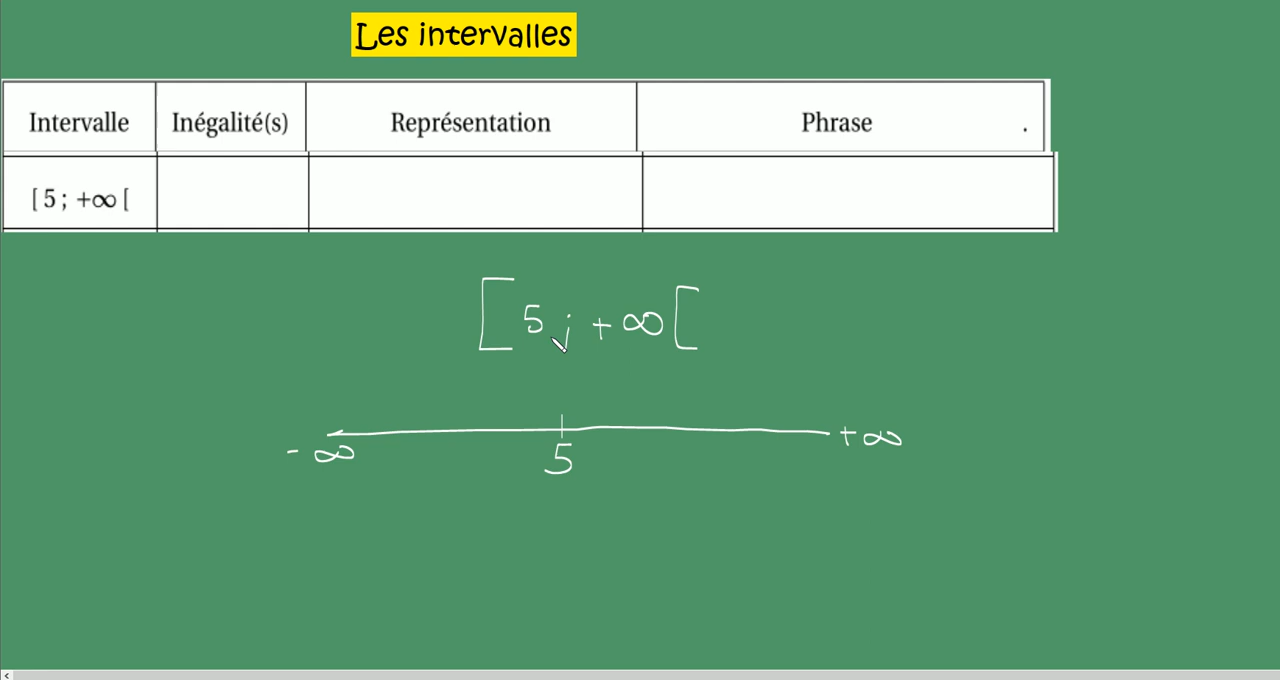 Les intervalles
Intervalle Inégalité(s) Représentation Phrase .
[ 5 ; +∞ [
[ 5 ; + ∞ [
- ∞ 5 + ∞